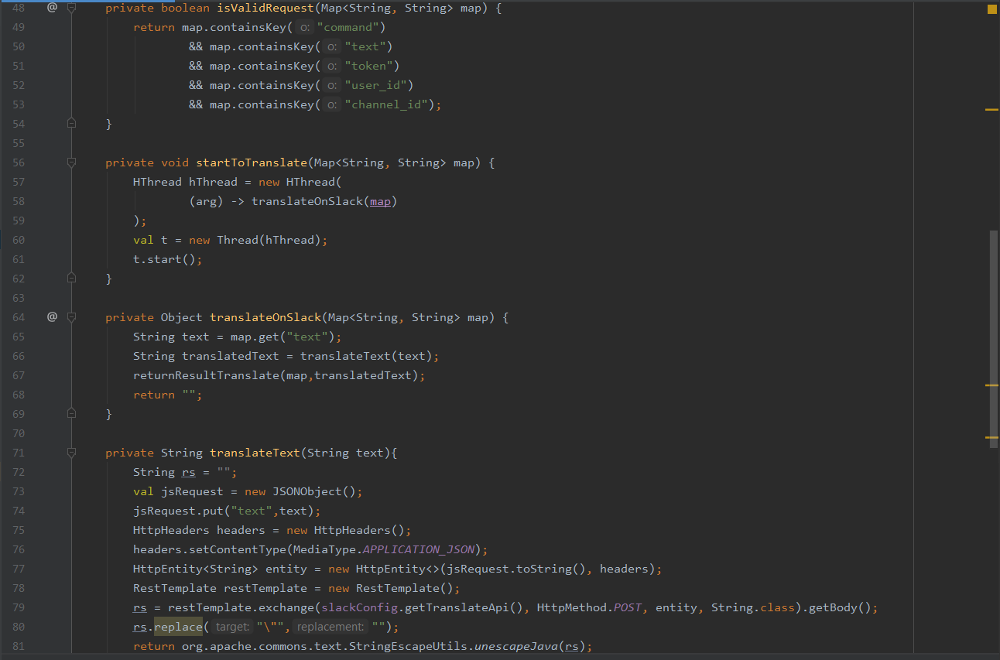 48 @ private boolean isValidRequest(Map<String, String> map) {
49 return map.containsKey( o: "command")
50 && map.containsKey( o: "text")
51 && map.containsKey( o: "token")
52 && map.containsKey( o: "user_id")
53 && map.containsKey( o: "channel_id");
54 }
55
56 private void startToTranslate(Map<String, String> map) {
57 HThread hThread = new HThread(
58 (arg) -> translateOnSlack(map)
59 );
60 val t = new Thread(hThread);
61 t.start();
62 }
63
64 @ private Object translateOnSlack(Map<String, String> map) {
65 String text = map.get("text");
66 String translatedText = translateText(text);
67 returnResultTranslate(map,translatedText);
68 return "";
69 }
70
71 private String translateText(String text){
72 String rs = "";
73 val jsRequest = new JSONObject();
74 jsRequest.put("text",text);
75 HttpHeaders headers = new HttpHeaders();
76 headers.setContentType(MediaType.APPLICATION_JSON);
77 HttpEntity<String> entity = new HttpEntity<>(jsRequest.toString(), headers);
78 RestTemplate restTemplate = new RestTemplate();
79 rs = restTemplate.exchange(slackConfig.getTranslateApi(), HttpMethod.POST, entity, String.class).getBody();
80 rs.replace( target: "\"", replacement: "");
81 return org.apache.commons.text.StringEscapeUtils.unescapeJava(rs);